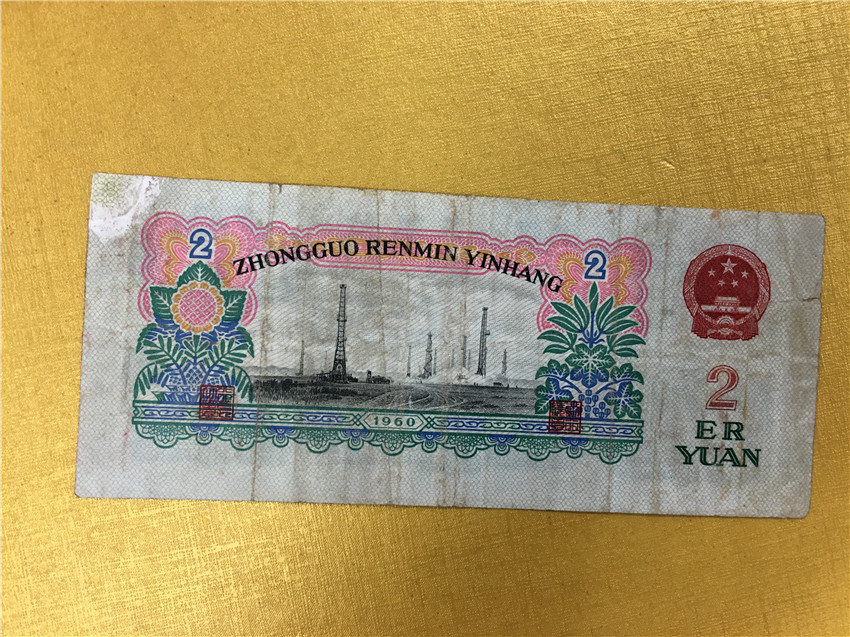 2
ZHONGGUO RENMIN YINHANG
2
1960
2
ER
YUAN